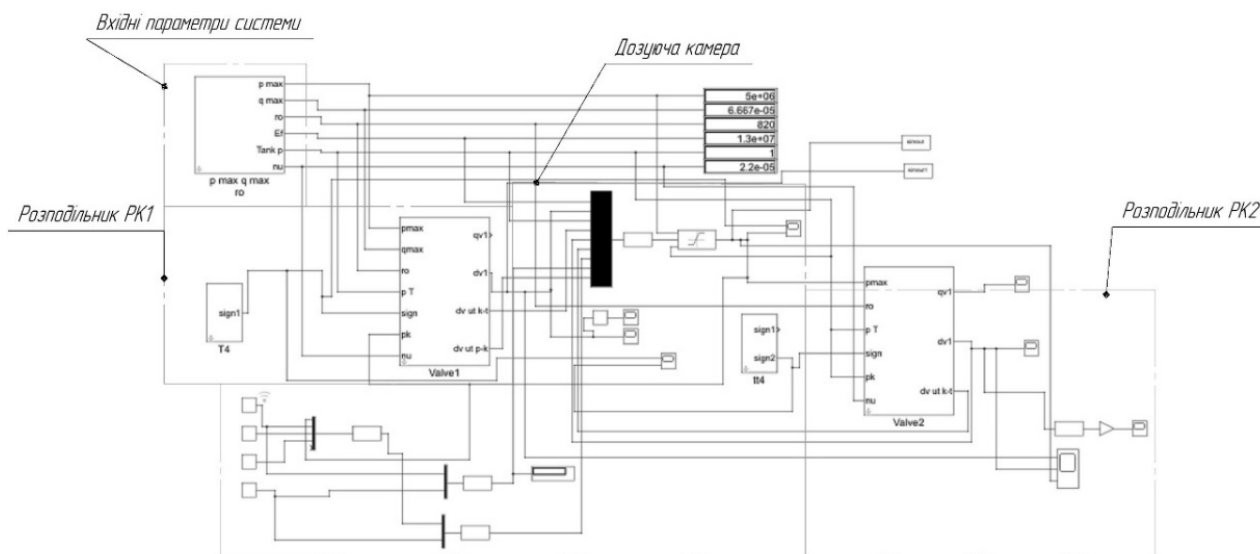 Вхідні параметри системи
Дозуюча камера
p max
q max
ro
Ef
Tank p
nu
p max q max
ro
5e+06
6.667e-05
820
1.3e+07
1
2.2e-05
simout
simout1
Розподільник РК1
Розподільник РК2
pmax
qmax
ro
p T
sign
pk
nu
qv1
dv1
dv ut k-t
dv ut p-k
Valve1
sign1
T4
sign1
sign2
tt4
pmax
ro
p T
sign
pk
nu
qv1
dv1
dv ut k-t
Valve2